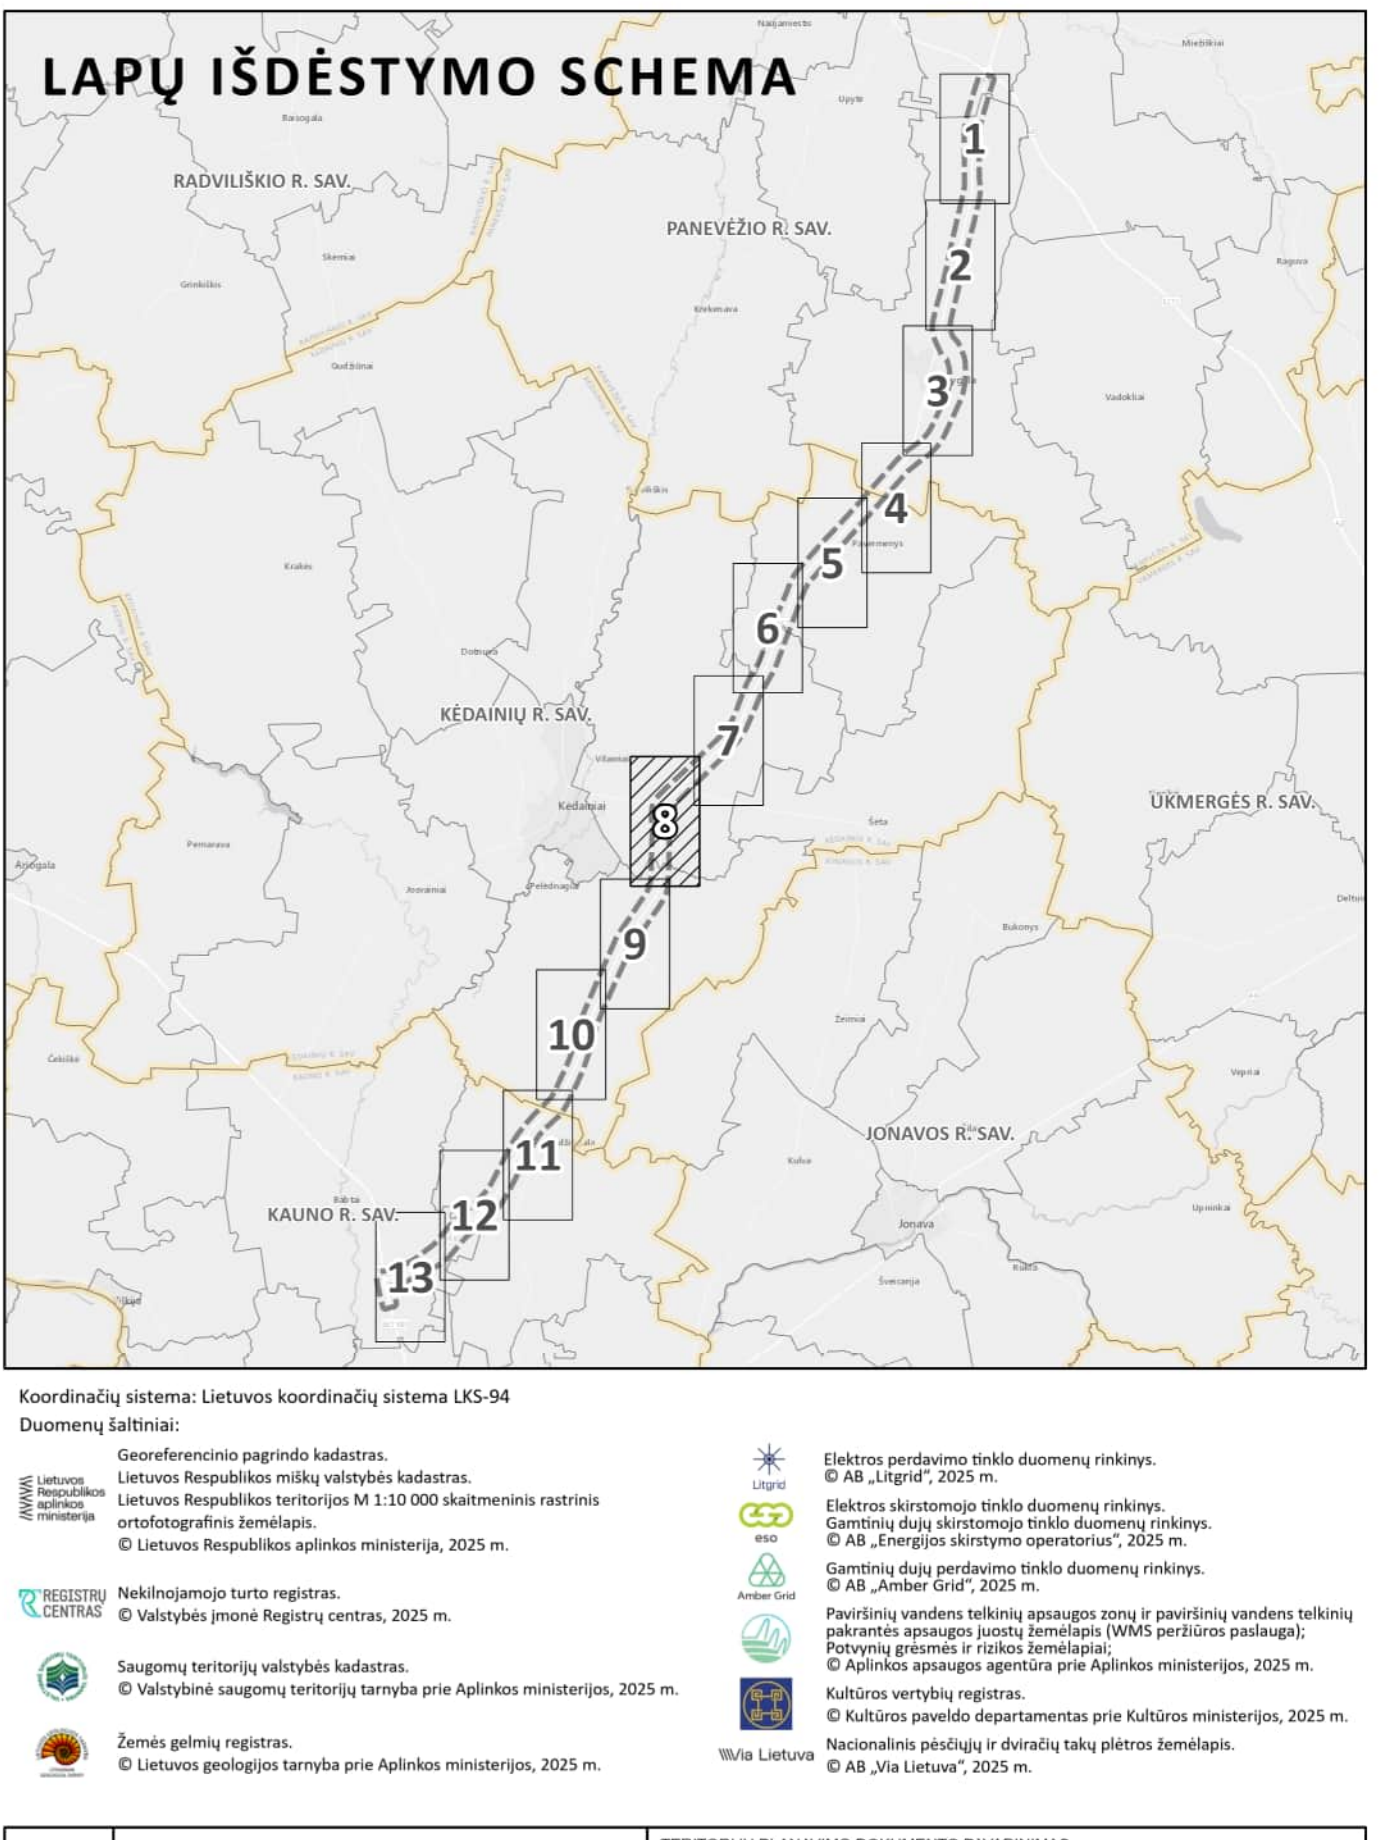 LAPŲ IŠDĖSTYMO SCHEMA
Naujamiestis
Miežiškiai
Upytė
Baisogala
1
RADVILIŠKIO R. SAV.
PANEVĖŽIO R. SAV.
Skėmiai
2
Raguva
Grinkiškis
Krekenava
Gudžiūnai
3
Vadokliai
4
Pavermenys
5
Krakės
6
Dotnuva
KĖDAINIŲ R. SAV.
7
Vilainiai
Kėdainiai
8
UKMERGĖS R. SAV.
Šėta
Pernarava
Ariogala
Josvainiai
Pelėdnagiai
Bukonys
9
Žeimiai
10
Čekiškė
Vepriai
JONAVOS R. SAV.
11
Kulva
Babtai
KAUNO R. SAV.
12
Upninkai
Jonava
13
Rukla
Šveicarija
Koordinačių sistema: Lietuvos koordinačių sistema LKS-94
Duomenų šaltiniai:
Lietuvos
Respublikos
aplinkos
ministerija
Georeferencinio pagrindo kadastras.
Lietuvos Respublikos miškų valstybės kadastras.
Lietuvos Respublikos teritorijos M 1:10 000 skaitmeninis rastrinis
ortofotografinis žemėlapis.
© Lietuvos Respublikos aplinkos ministerija, 2025 m.
REGISTRŲ
CENTRAS
Nekilnojamojo turto registras.
© Valstybės įmonė Registrų centras, 2025 m.
Saugomų teritorijų valstybės kadastras.
© Valstybinė saugomų teritorijų tarnyba prie Aplinkos ministerijos, 2025 m.
Žemės gelmių registras.
© Lietuvos geologijos tarnyba prie Aplinkos ministerijos, 2025 m.
Litgrid
Elektros perdavimo tinklo duomenų rinkinys.
© AB „Litgrid“, 2025 m.
eso
Elektros skirstomojo tinklo duomenų rinkinys.
Gamtinių dujų skirstomojo tinklo duomenų rinkinys.
© AB „Energijos skirstymo operatorius“, 2025 m.
Amber Grid
Gamtinių dujų perdavimo tinklo duomenų rinkinys.
© AB „Amber Grid“, 2025 m.
Paviršinių vandens telkinių apsaugos zonų ir paviršinių vandens telkinių
pakrantės apsaugos juostų žemėlapis (WMS peržiūros paslauga);
Potvynių grėsmės ir rizikos žemėlapiai;
© Aplinkos apsaugos agentūra prie Aplinkos ministerijos, 2025 m.
Kultūros vertybių registras.
© Kultūros paveldo departamentas prie Kultūros ministerijos, 2025 m.
Via Lietuva
Nacionalinis pėsčiųjų ir dviračių takų plėtros žemėlapis.
© AB „Via Lietuva“, 2025 m.